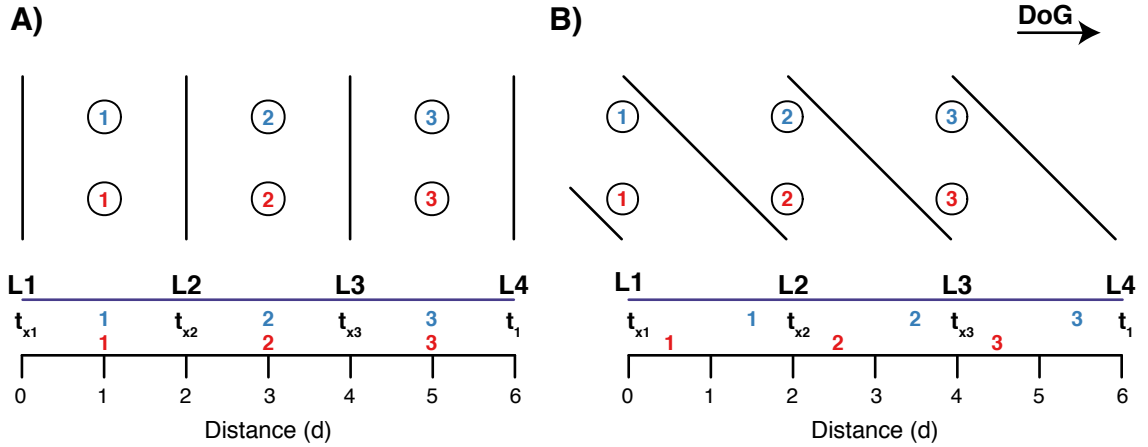 A) B) DoG
1 2 3 1 2 3
1 2 3 1 2 3
L1 L2 L3 L4 L1 L2 L3 L4
tx1 1 tx2 2 tx3 3 t1 tx1 1 tx2 2 tx3 3 t1
1 2 3 1 2 3
0 1 2 3 4 5 6 0 1 2 3 4 5 6
Distance (d) Distance (d)